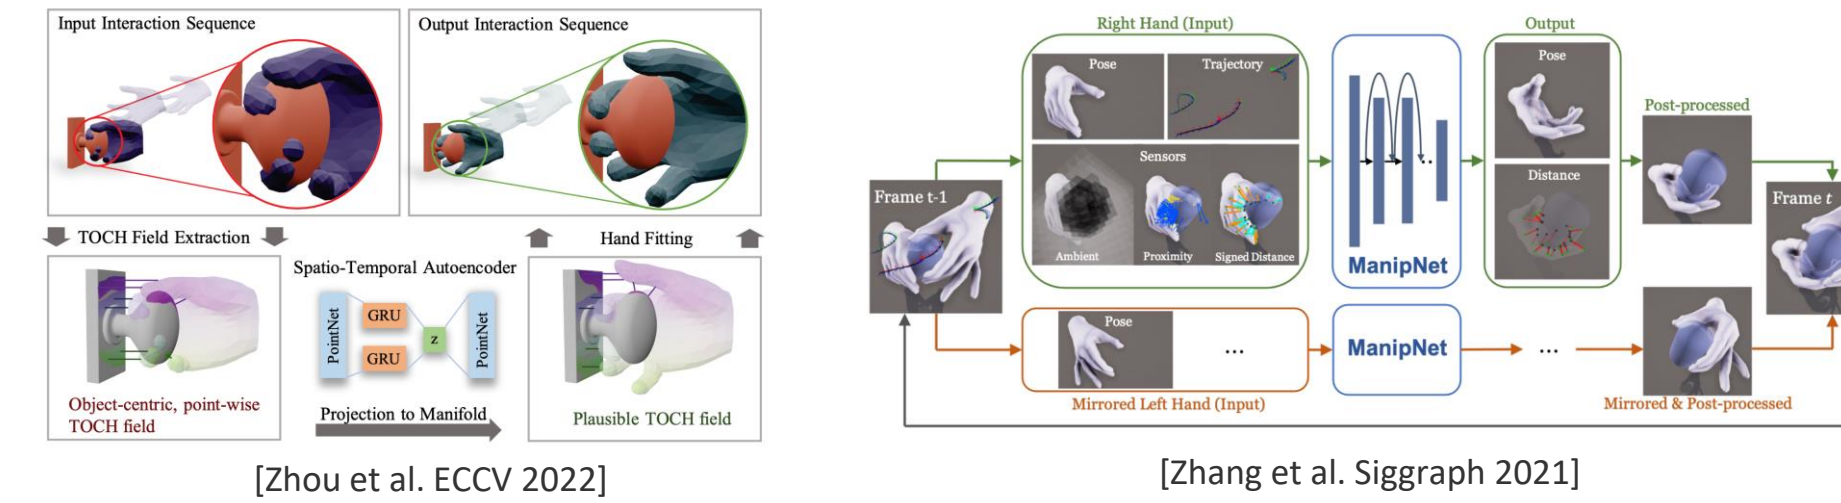 Input Interaction Sequence
Output Interaction Sequence
TOCH Field Extraction
Hand Fitting
Spatio-Temporal Autoencoder
PointNet
GRU
GRU
z
PointNet
Object-centric, point-wise
TOCH field
Projection to Manifold
Plausible TOCH field
[Zhou et al. ECCV 2022]
Right Hand (Input)
Output
Pose
Trajectory
Pose
Sensors
Ambient
Proximity
Signed Distance
Distance
Post-processed
Frame t-1
Frame t
ManipNet
Pose
...
ManipNet
...
Mirrored Left Hand (Input)
Mirrored & Post-processed
[Zhang et al. Siggraph 2021]